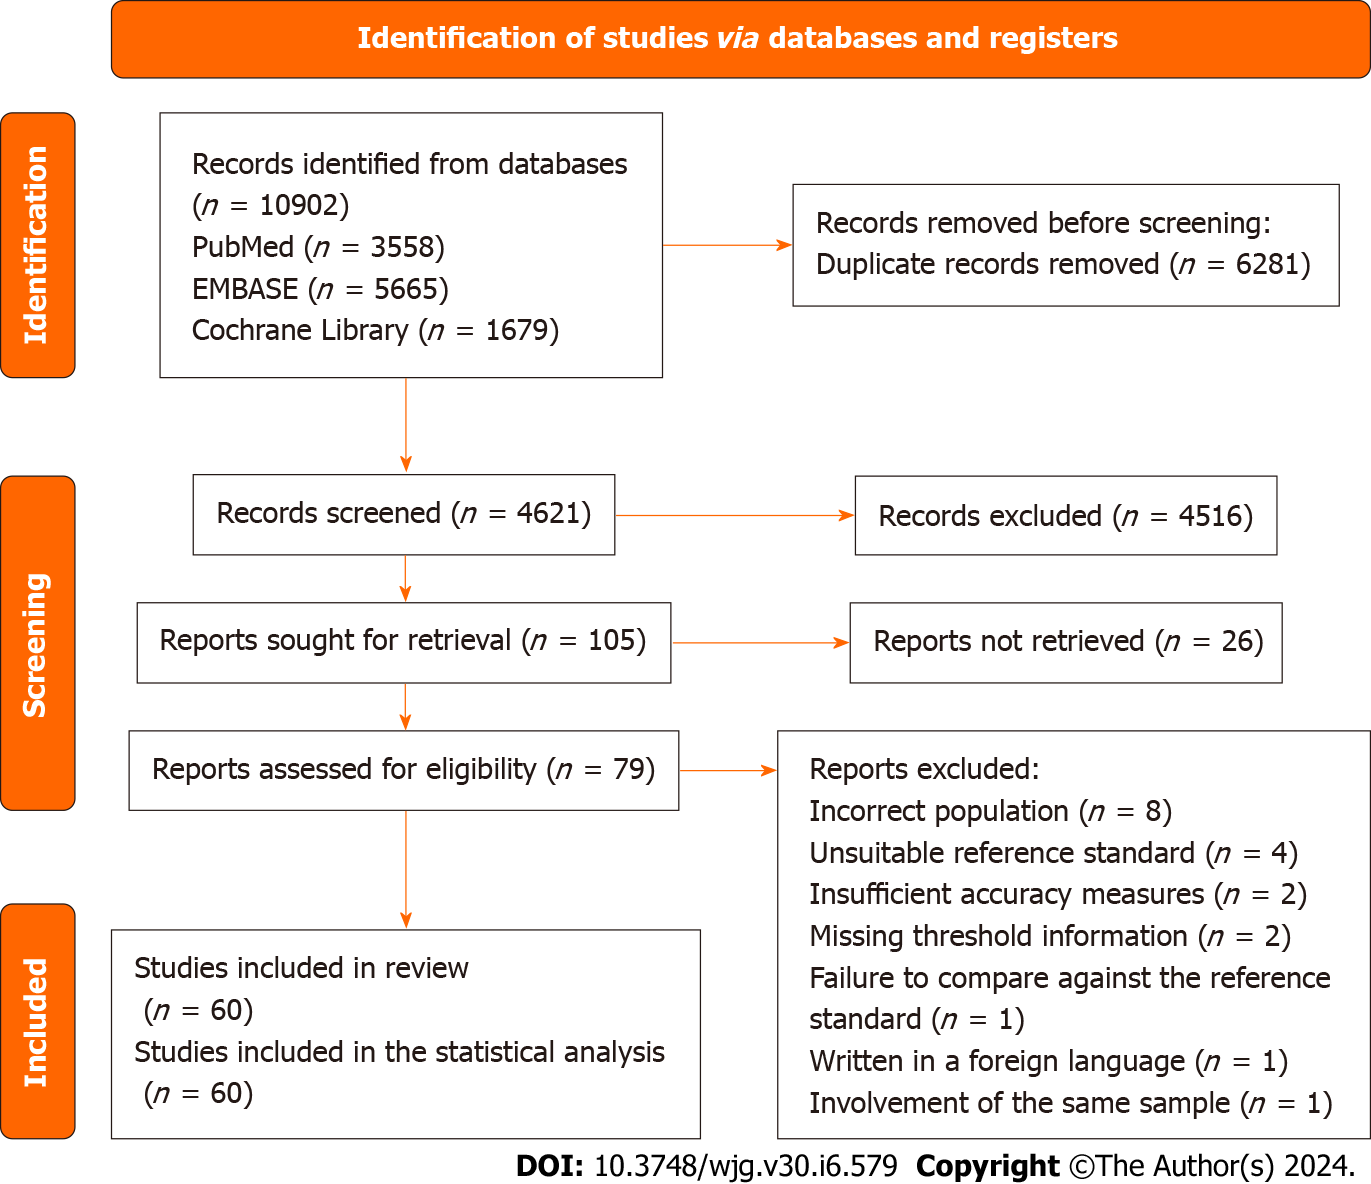 Identification of studies via databases and registers
Identification
Records identified from databases
(n = 10902)
PubMed (n = 3558)
EMBASE (n = 5665)
Cochrane Library (n = 1679)
Records removed before screening:
Duplicate records removed (n = 6281)
Screening
Records screened (n = 4621)
Records excluded (n = 4516)
Reports sought for retrieval (n = 105)
Reports not retrieved (n = 26)
Reports assessed for eligibility (n = 79)
Reports excluded:
Incorrect population (n = 8)
Unsuitable reference standard (n = 4)
Insufficient accuracy measures (n = 2)
Missing threshold information (n = 2)
Failure to compare against the reference
standard (n = 1)
Written in a foreign language (n = 1)
Involvement of the same sample (n = 1)
Included
Studies included in review
(n = 60)
Studies included in the statistical analysis
(n = 60)
DOI: 10.3748/wjg.v30.i6.579 Copyright ©The Author(s) 2024.